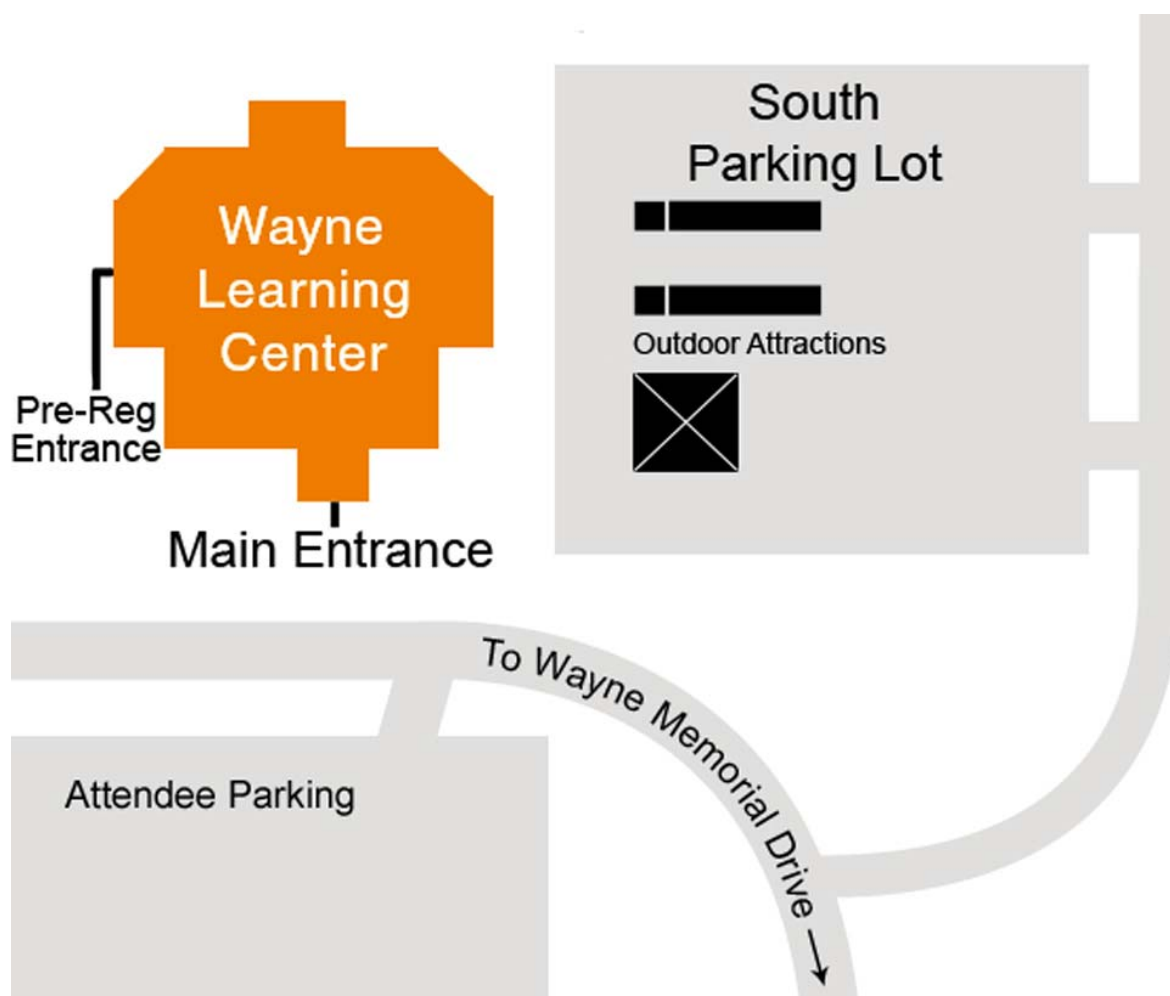 South
Parking Lot
Wayne
Learning
Center
Outdoor Attractions
Pre-Reg
Entrance
Main Entrance
To Wayne Memorial Drive
Attendee Parking